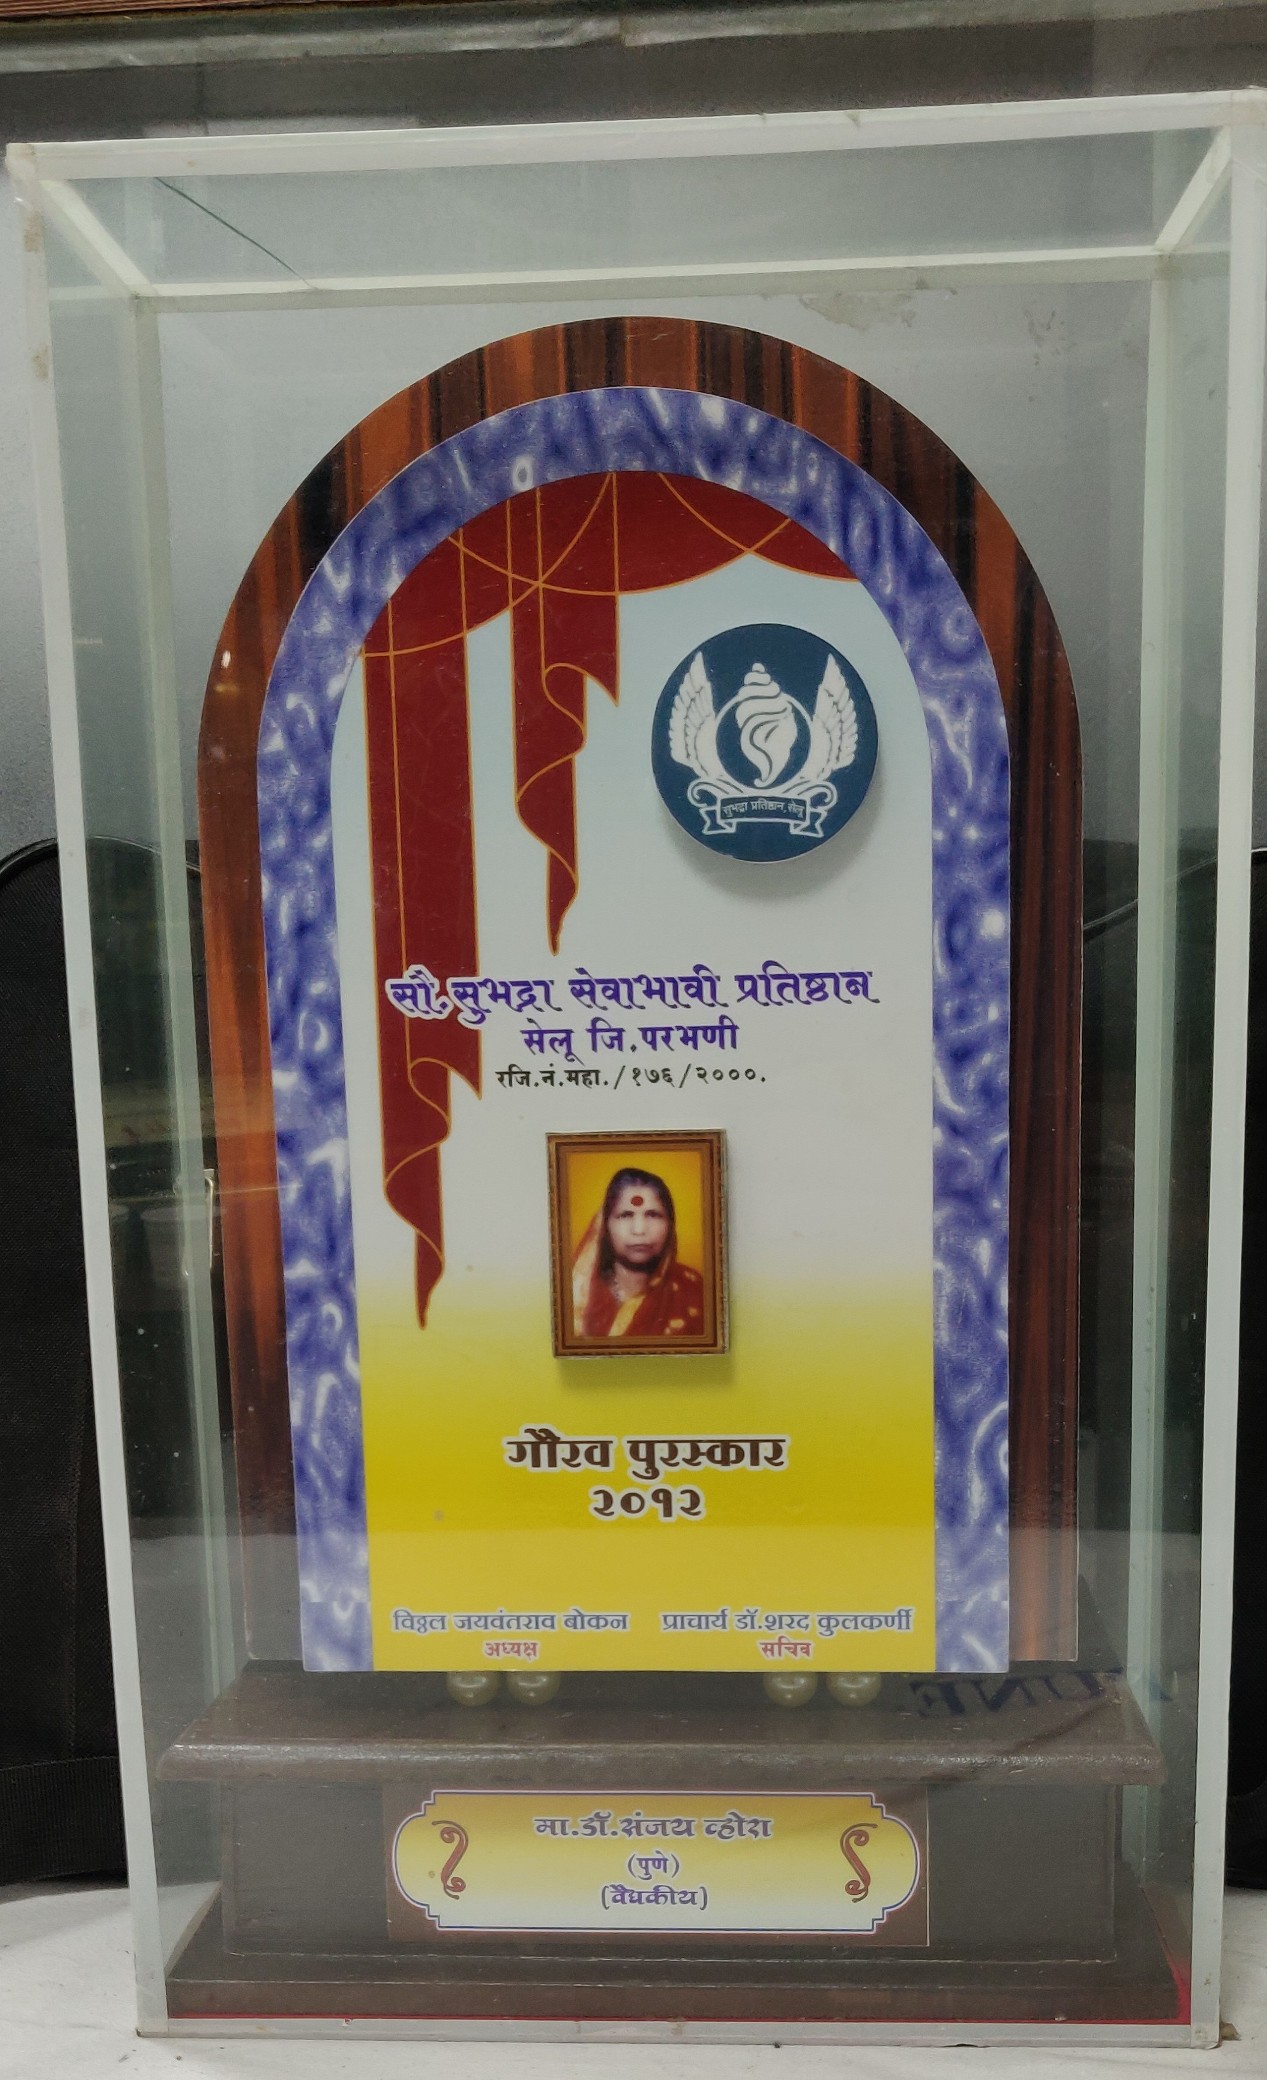 सुभद्रा प्रतिष्ठान, सेलू
सौ.सुभद्रा सेवाभावी प्रतिष्ठान
सेलू जि.परभणी
रजि.नं.महा./१७६/२०००.
गौरव पुरस्कार
२०१२
विठ्ठल जयवंतराव बोकन प्राचार्य डॉ.शरद कुलकर्णी
अध्यक्ष सचिव
मा.डॉ.संजय व्होरा
(पुणे)
(वैद्यकीय)